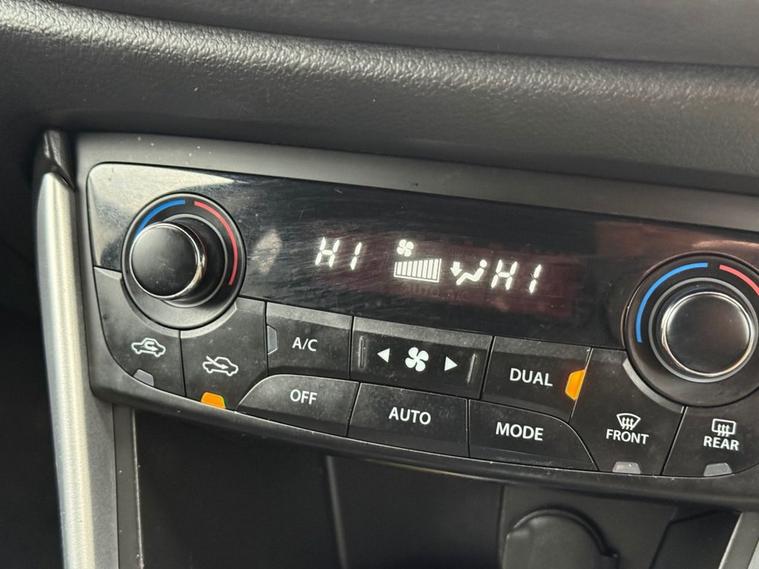 HI HI
A/C
DUAL
OFF
AUTO
MODE
FRONT
REAR